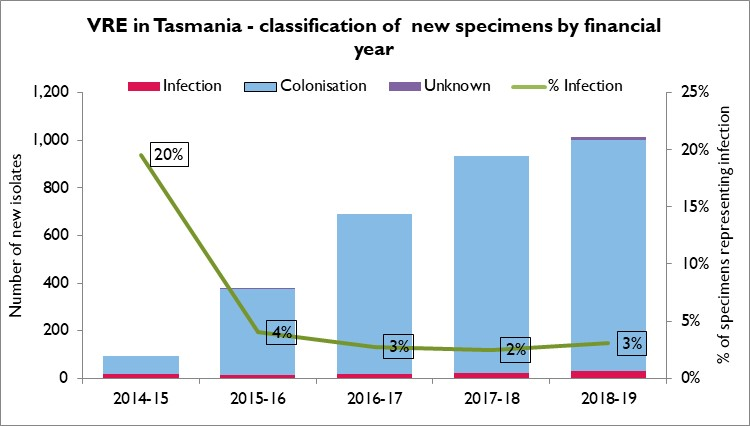 VRE in Tasmania - classification of  new specimens by financial
year
Infection
Colonisation
Unknown
% Infection
Number of new isolates
1,200
1,000
800
600
400
200
0
20%
4%
3%
2%
3%
25%
20%
15%
10%
5%
0%
% of specimens representing infection
2014-15
2015-16
2016-17
2017-18
2018-19